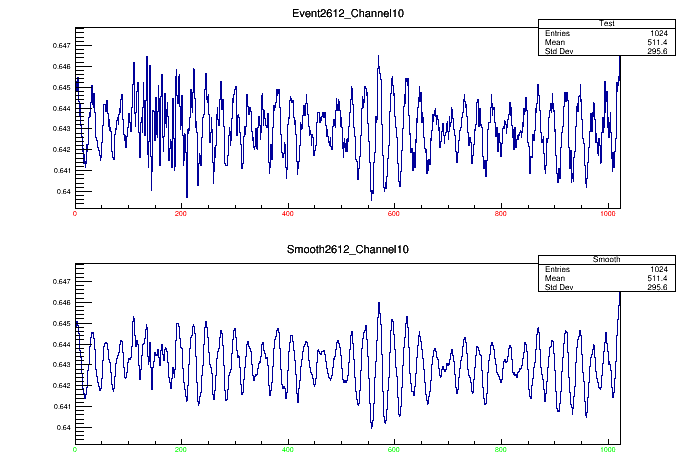 Event2612_Channel10
Test
Entries 1024
Mean 511.4
Std Dev 295.6
0.647
0.646
0.645
0.644
0.643
0.642
0.641
0.64
0 200 400 600 800 1000
Smooth2612_Channel10
Smooth
Entries 1024
Mean 511.4
Std Dev 295.6
0.647
0.646
0.645
0.644
0.643
0.642
0.641
0.64
0 200 400 600 800 1000